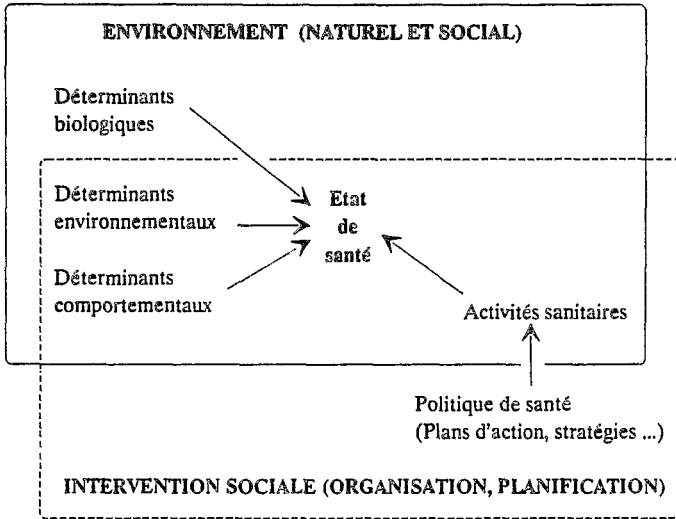 ENVIRONNEMENT (NATUREL ET SOCIAL)
Déterminants
biologiques
Déterminants
environnementaux
Etat
de
santé
Déterminants
comportementaux
Activités sanitaires
Politique de santé
(Plans d'action, stratégies ...)
INTERVENTION SOCIALE (ORGANISATION, PLANIFICATION)